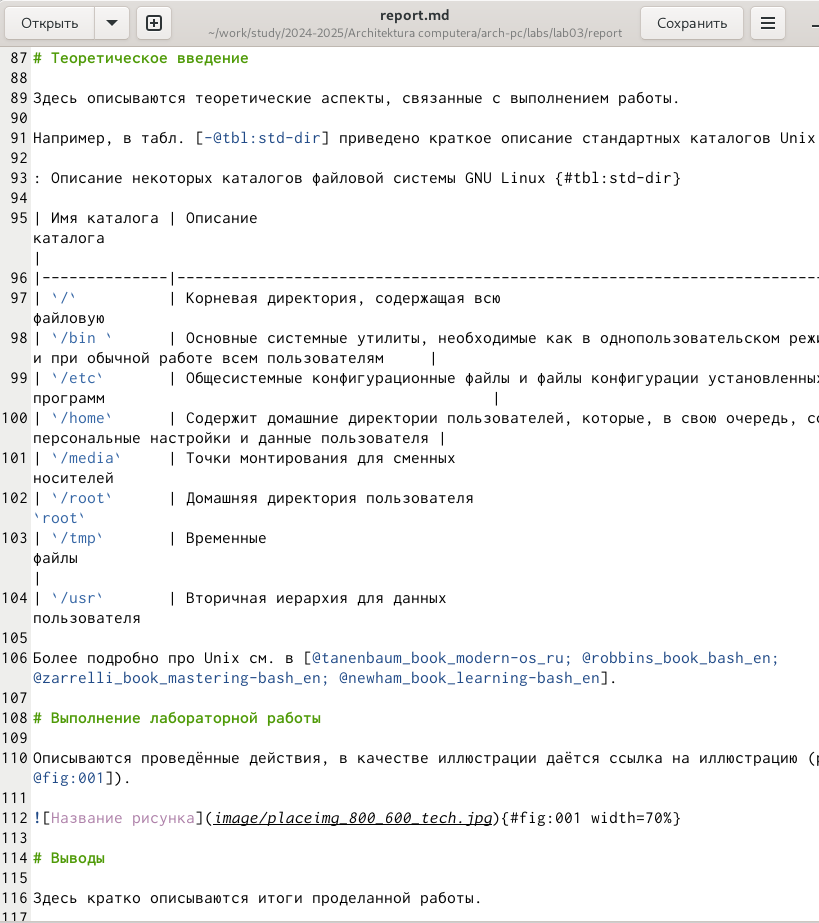 Открыть
report.md
~/work/study/2024-2025/Architektura computera/arch-pc/labs/lab03/report
Сохранить
87 # Теоретическое введение
88
89 Здесь описываются теоретические аспекты, связанные с выполнением работы.
90
91 Например, в табл. [-@tbl:std-dir] приведено краткое описание стандартных каталогов Unix
92
93 : Описание некоторых каталогов файловой системы GNU Linux {#tbl:std-dir}
94
95 | Имя каталога | Описание
каталога
|
96 |--------------|------------------------------------------------------------------------
97 | `/` | Корневая директория, содержащая всю
файловую
98 | `/bin ` | Основные системные утилиты, необходимые как в однопользовательском
и при обычной работе всем пользователям |
99 | `/etc` | Общесистемные конфигурационные файлы и файлы конфигурации установленных
программ |
100 | `/home` | Содержит домашние директории пользователей, которые, в свою очередь,
персональные настройки и данные пользователя |
101 | `/media` | Точки монтирования для сменных
носителей
102 | `/root` | Домашняя директория пользователя
`root`
103 | `/tmp` | Временные
файлы
|
104 | `/usr` | Вторичная иерархия для данных
пользователя
105
106 Более подробно про Unix см. в [@tanenbaum_book_modern-os_ru; @robbins_book_bash_en;
@zarrelli_book_mastering-bash_en; @newham_book_learning-bash_en].
107
108 # Выполнение лабораторной работы
109
110 Описываются проведённые действия, в качестве иллюстрации даётся ссылка на иллюстрацию (
@fig:001]).
111
112 ![Название рисунка](image/placeimg_800_600_tech.jpg){#fig:001 width=70%}
113
114 # Выводы
115
116 Здесь кратко описываются итоги проделанной работы.
117